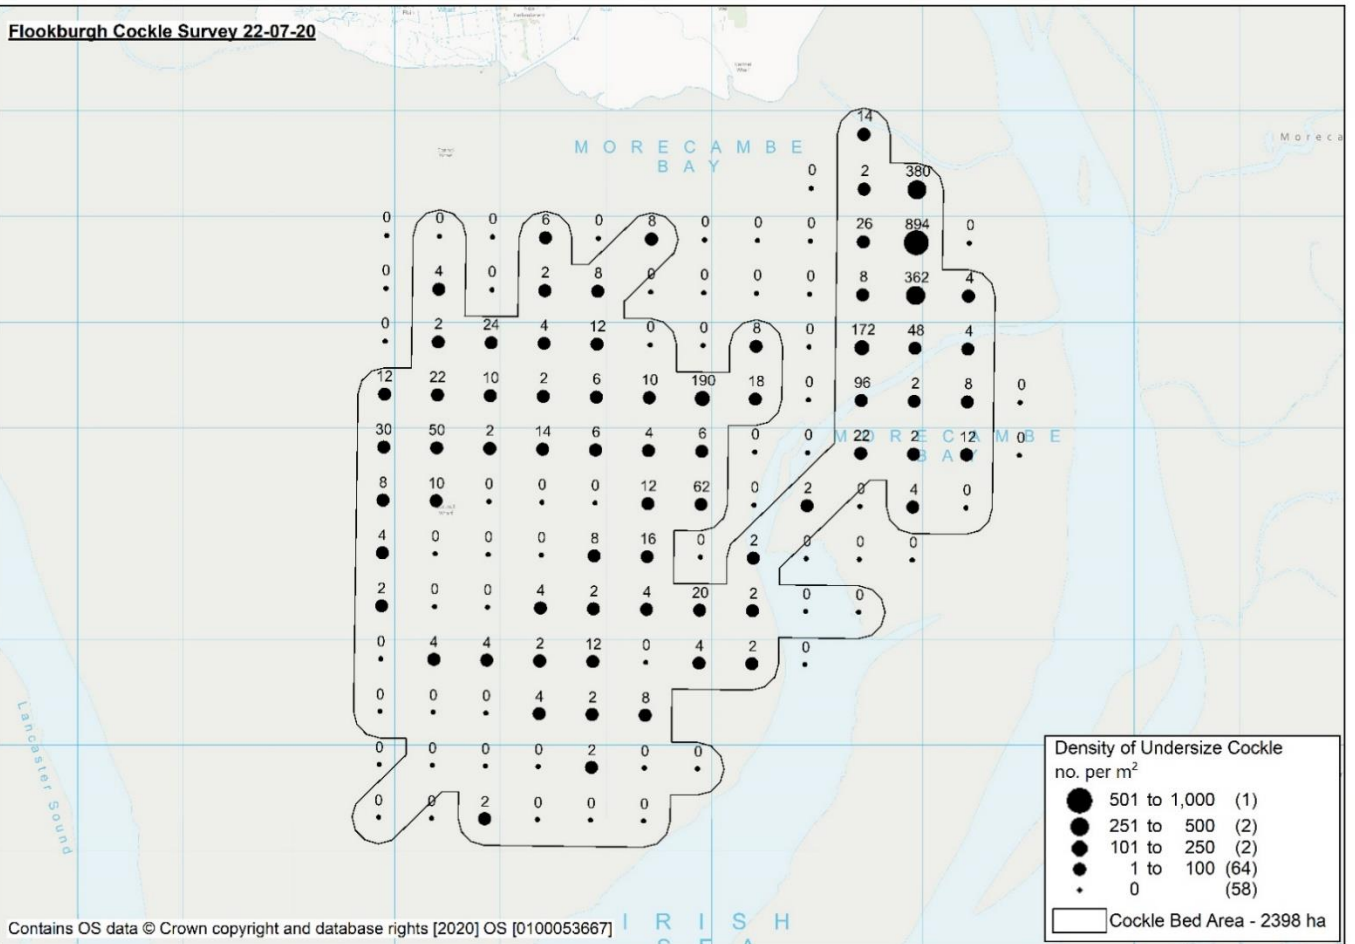 Flookburgh Cockle Survey 22-07-20
MORECAMBE
BAY
Moreca
14
0 2 380
0 0 0 6 0 8 0 0 0 26 894 0
0 4 0 2 8 0 0 0 0 8 362 4
0 2 24 4 12 0 0 8 0 172 48 4
12 22 10 2 6 10 190 18 0 96 2 8 0
30 50 2 14 6 4 6 0 0 22 2 12 0
MORECAMBE
BAY
8 10 0 0 0 12 62 0 2 0 4 0
4 0 0 0 8 16 0 2 0 0 0
2 0 0 4 2 4 20 2 0 0
0 4 4 2 12 0 4 2 0
0 0 0 4 2 8
0 0 0 0 2 0 0
0 0 2 0 0 0
Lancaster Sound
IRISH
SEA
Density of Undersize Cockle
no. per m²
501 to 1,000 (1)
251 to 500 (2)
101 to 250 (2)
1 to 100 (64)
0 (58)
Cockle Bed Area - 2398 ha
Contains OS data © Crown copyright and database rights [2020] OS [0100053667]